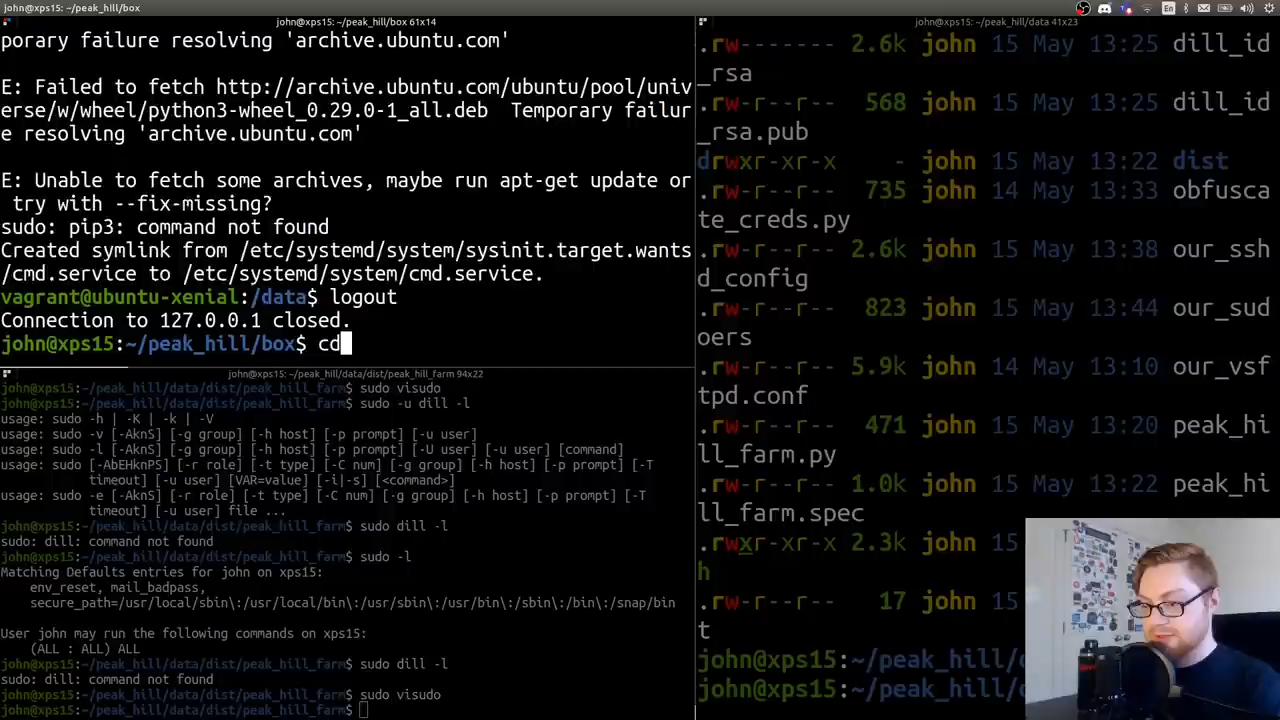 john@xps15: ~/peak_hill/box
En
john@xps15: ~/peak_hill/box 61x14
porary failure resolving 'archive.ubuntu.com'
E: Failed to fetch http://archive.ubuntu.com/ubuntu/pool/univ
erse/w/wheel/python3-wheel_0.29.0-1_all.deb  Temporary failur
e resolving 'archive.ubuntu.com'
E: Unable to fetch some archives, maybe run apt-get update or
try with --fix-missing?
sudo: pip3: command not found
Created symlink from /etc/systemd/system/sysinit.target.wants
/cmd.service to /etc/systemd/system/cmd.service.
vagrant@ubuntu-xenial:/data$ logout
Connection to 127.0.0.1 closed.
john@xps15:~/peak_hill/box$ cd
john@xps15: ~/peak_hill/data/dist/peak_hill_farm 94x22
john@xps15:~/peak_hill/data/dist/peak_hill_farm$ sudo visudo
john@xps15:~/peak_hill/data/dist/peak_hill_farm$ sudo -u dill -l
usage: sudo -h | -K | -k | -V
usage: sudo -v [-AknS] [-g group] [-h host] [-p prompt] [-u user]
usage: sudo -l [-AknS] [-g group] [-h host] [-p prompt] [-U user] [-u user] [command]
usage: sudo [-AbEHknPS] [-r role] [-t type] [-C num] [-g group] [-h host] [-p prompt] [-T
timeout] [-u user] [VAR=value] [-i|-s] [<command>]
usage: sudo -e [-AknS] [-r role] [-t type] [-C num] [-g group] [-h host] [-p prompt] [-T
timeout] [-u user] file ...
john@xps15:~/peak_hill/data/dist/peak_hill_farm$ sudo dill -l
sudo: dill: command not found
john@xps15:~/peak_hill/data/dist/peak_hill_farm$ sudo -l
Matching Defaults entries for john on xps15:
env_reset, mail_badpass,
secure_path=/usr/local/sbin\:/usr/local/bin\:/usr/sbin\:/usr/bin\:/sbin\:/bin\:/snap/bin
User john may run the following commands on xps15:
(ALL : ALL) ALL
john@xps15:~/peak_hill/data/dist/peak_hill_farm$ sudo dill -l
sudo: dill: command not found
john@xps15:~/peak_hill/data/dist/peak_hill_farm$ sudo visudo
john@xps15:~/peak_hill/data/dist/peak_hill_farm$
john@xps15: ~/peak_hill/data 41x23
.rw------- 2.6k john 15 May 13:25 dill_id
_rsa
.rw-r--r--  568 john 15 May 13:25 dill_id
_rsa.pub
drwxr-xr-x    - john 15 May 13:22 dist
.rw-r--r--  735 john 14 May 13:33 obfusca
te_creds.py
.rw-r--r-- 2.6k john 15 May 13:38 our_ssh
d_config
.rw-r--r--  823 john 15 May 13:44 our_sud
oers
.rw-r--r-- 5.9k john 14 May 13:26 our_vsf
tpd.conf
.rw-r--r--  471 john 15 May 13:22 peak_hi
ll_farm.py
.rw-r--r-- 1.0k john 15 May 13:22 peak_hi
ll_farm.spec
.rwxr-xr-x 2.3k john 15
h
.rw-r--r--   17 john 15
t
john@xps15:~/peak_hill/
john@xps15:~/peak_hill/